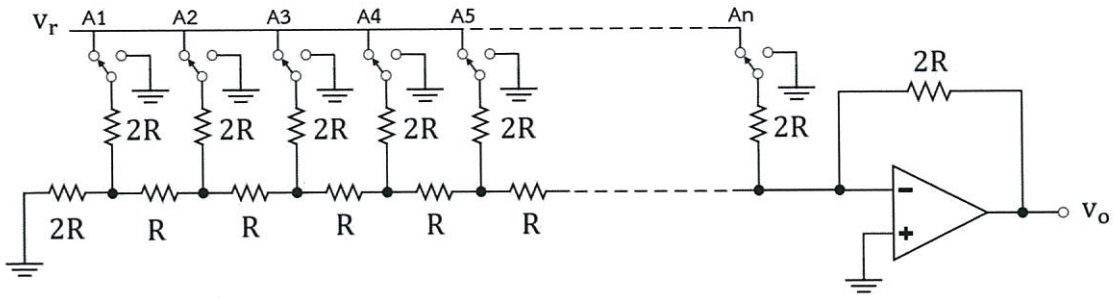 Vr A1 A2 A3 A4 A5 An
2R
2R 2R 2R 2R 2R 2R
2R R R R R R
- +
Vo